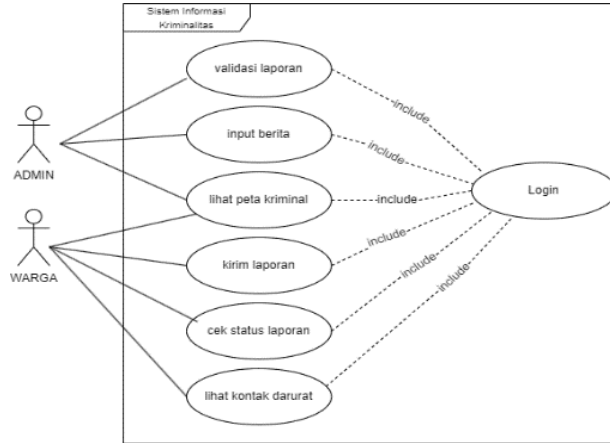 Sistem Informasi
Kriminalitas
validasi laporan
include
input berita
include
ADMIN
lihat peta kriminal
include
Login
WARGA
kirim laporan
include
cek status laporan
include
lihat kontak darurat
include